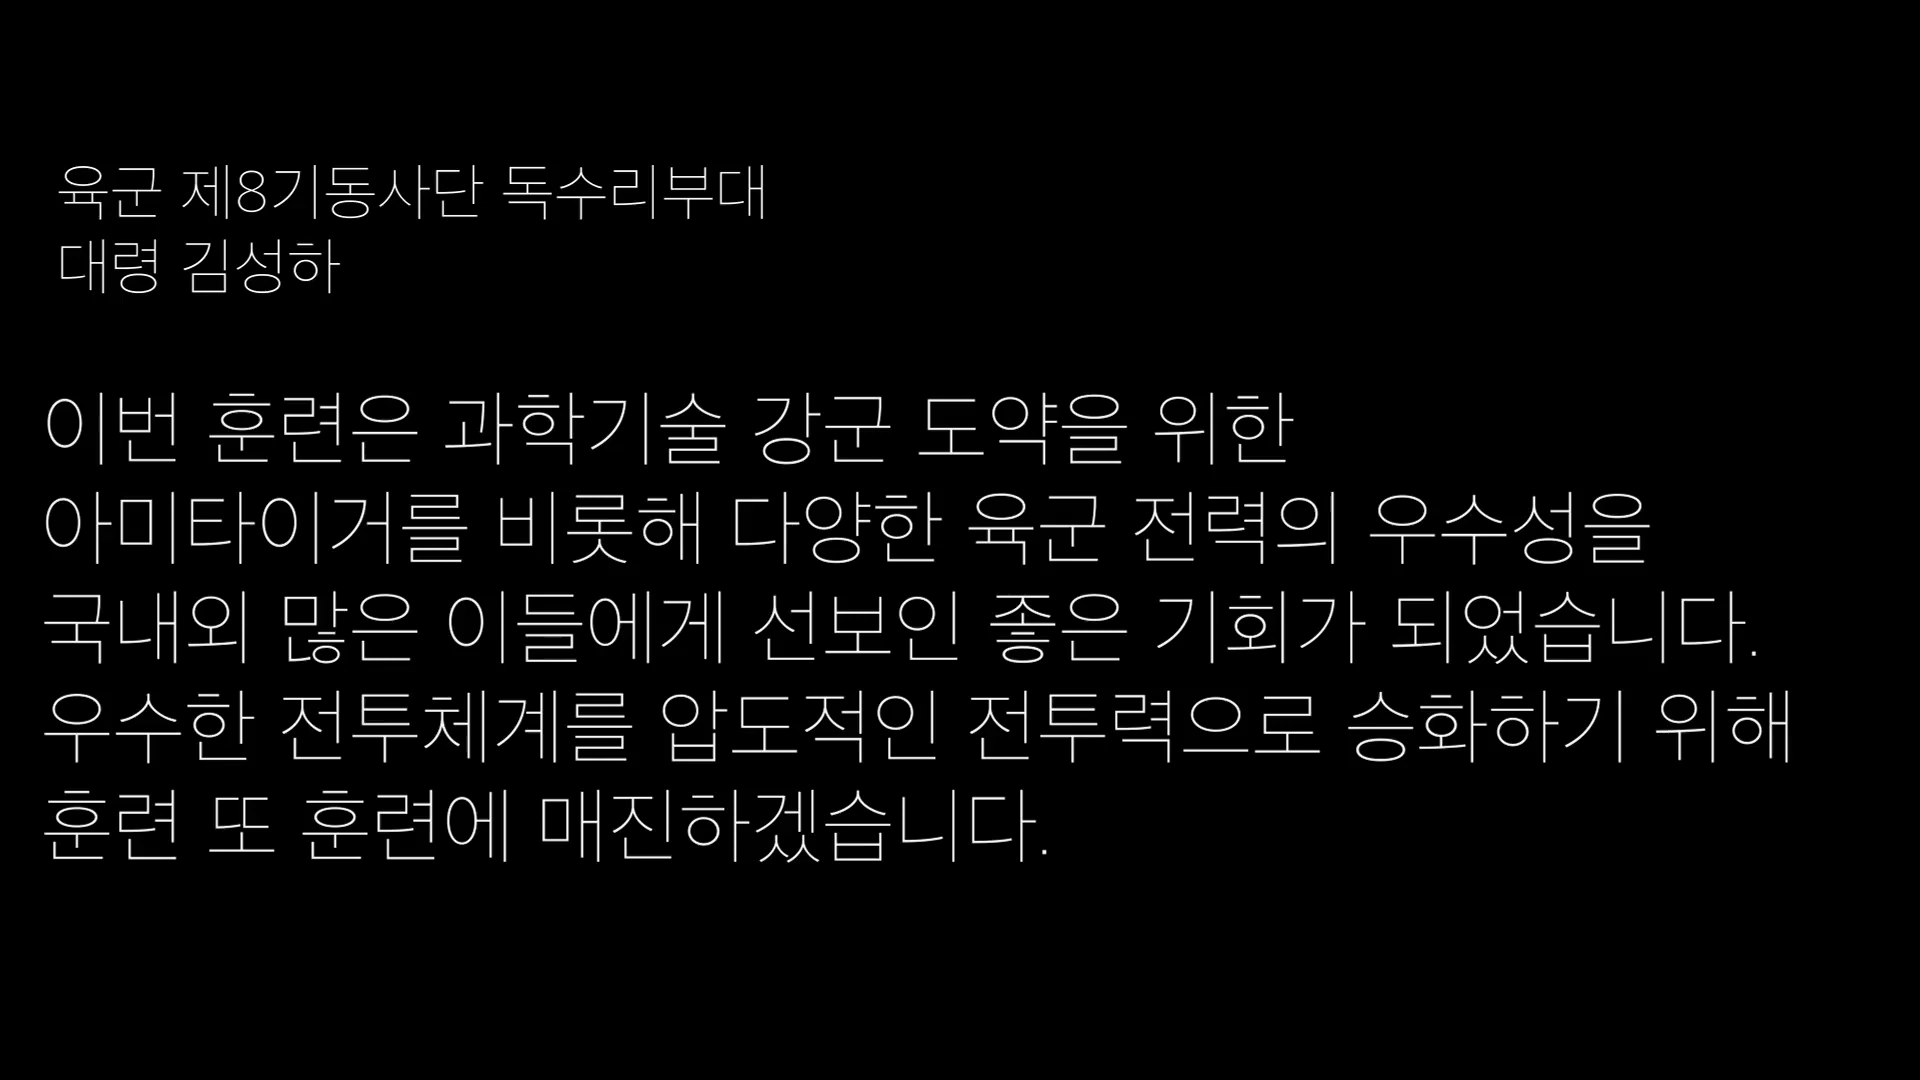 육군 제8기동사단 독수리부대
대령 김성하
이번 훈련은 과학기술 강군 도약을 위한
아미타이거를 비롯해 다양한 육군 전력의 우수성을
국내외 많은 이들에게 선보인 좋은 기회가 되었습니다.
우수한 전투체계를 압도적인 전투력으로 승화하기 위해
훈련 또 훈련에 매진하겠습니다.